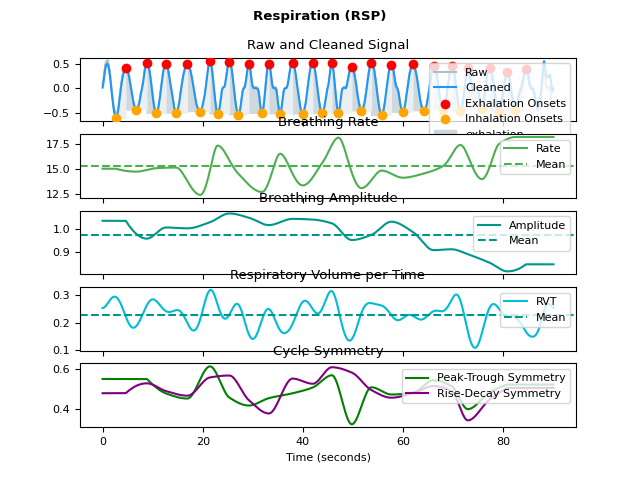 Respiration (RSP)
Raw and Cleaned Signal
0.5
0.0
−0.5
Raw
Cleaned
Exhalation Onsets
Inhalation Onsets
exhalation
Breathing Rate
17.5
15.0
12.5
Rate
Mean
Breathing Amplitude
1.0
0.9
Amplitude
Mean
Respiratory Volume per Time
0.3
0.2
0.1
RVT
Mean
Cycle Symmetry
0.6
0.4
Peak-Trough Symmetry
Rise-Decay Symmetry
0 20 40 60 80
Time (seconds)